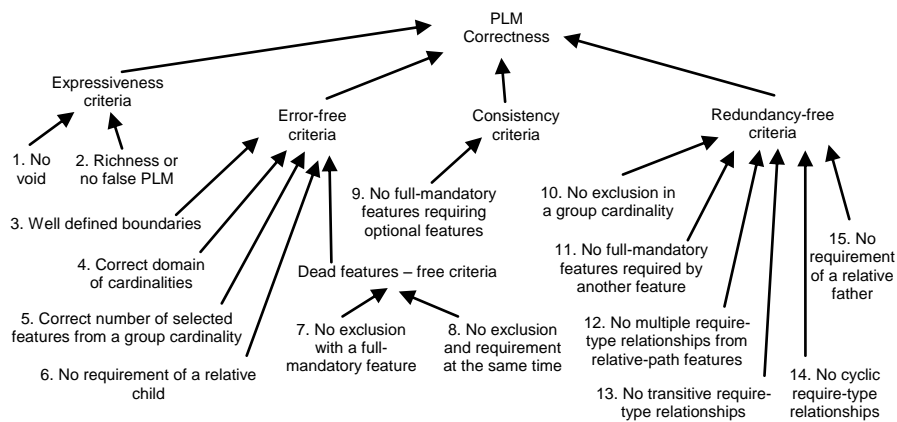 PLM
Correctness
Expressiveness
criteria
Error-free
criteria
Consistency
criteria
Redundancy-free
criteria
1. No
void
2. Richness or
no false PLM
3. Well defined boundaries
4. Correct domain
of cardinalities
5. Correct number of selected
features from a group cardinality
6. No requirement of a relative
child
Dead features – free criteria
7. No exclusion
with a full-
mandatory feature
8. No exclusion
and requirement
at the same time
9. No full-mandatory
features requiring
optional features
10. No exclusion in
a group cardinality
11. No full-mandatory
features required by
another feature
12. No multiple require-
type relationships from
relative-path features
13. No transitive require-
type relationships
14. No cyclic
require-type
relationships
15. No
requirement
of a relative
father